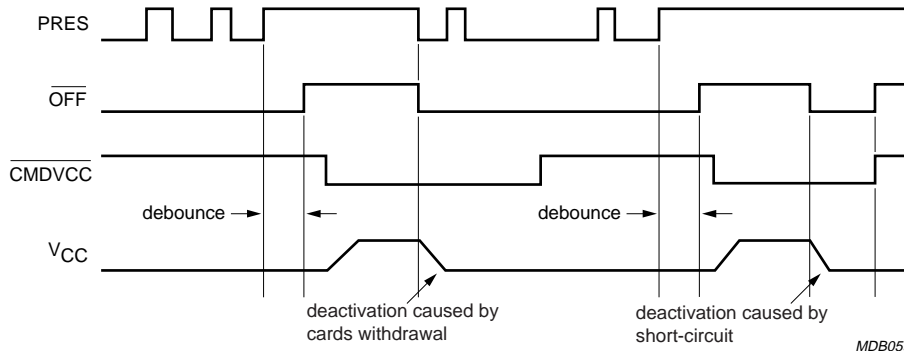 PRES
OFF
CMDVCC
debounce
debounce
VCC
deactivation caused by
cards withdrawal
deactivation caused by
short-circuit
MDB05